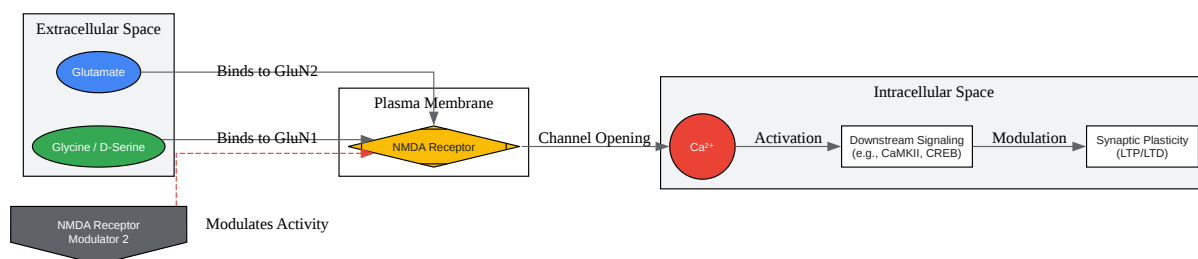 Extracellular Space
Glutamate
Binds to GluN2
Glycine / D-Serine
Binds to GluN1
NMDA Receptor
Modulator 2
Modulates Activity
Plasma Membrane
NMDA Receptor
Channel Opening
Intracellular Space
Ca²⁺
Activation
Downstream Signaling
(e.g., CaMKII, CREB)
Modulation
Synaptic Plasticity
(LTP/LTD)